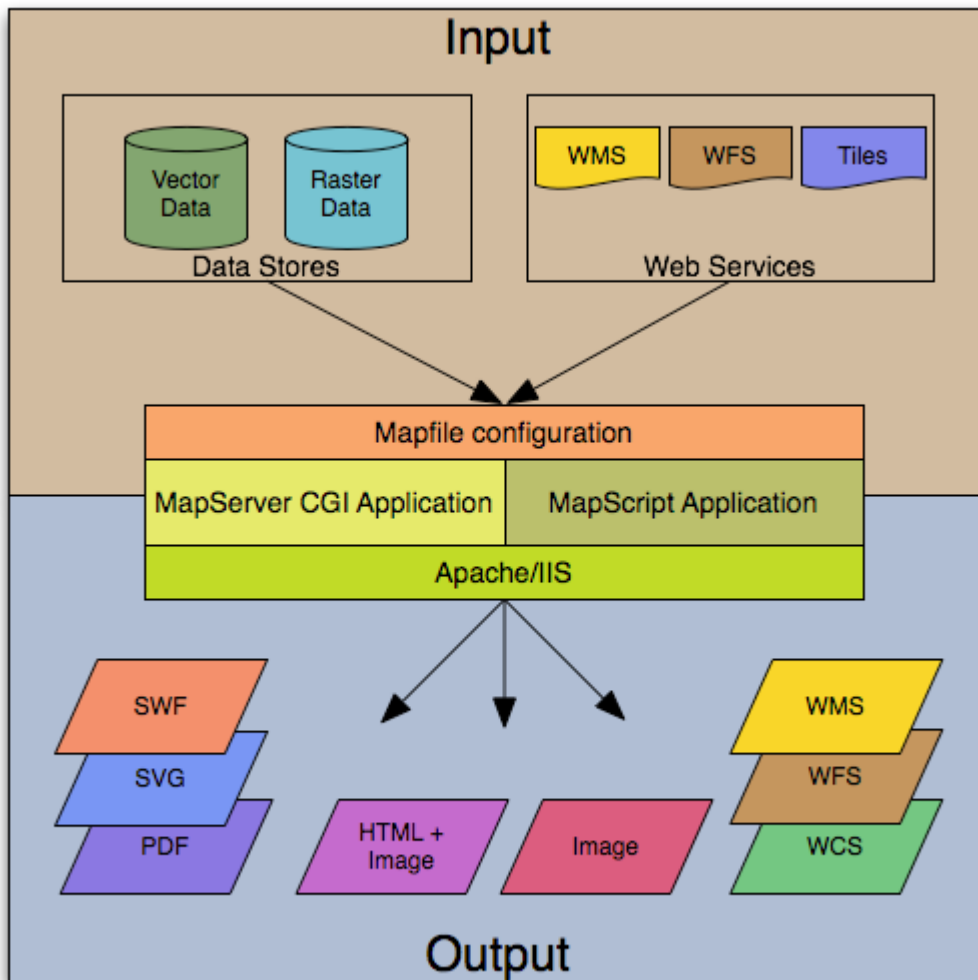 Input
Vector
Data
Raster
Data
Data Stores
WMS
WFS
Tiles
Web Services
Mapfile configuration
MapServer CGI Application
MapScript Application
Apache/IIS
SWF
SVG
PDF
HTML +
Image
Image
WMS
WFS
WCS
Output